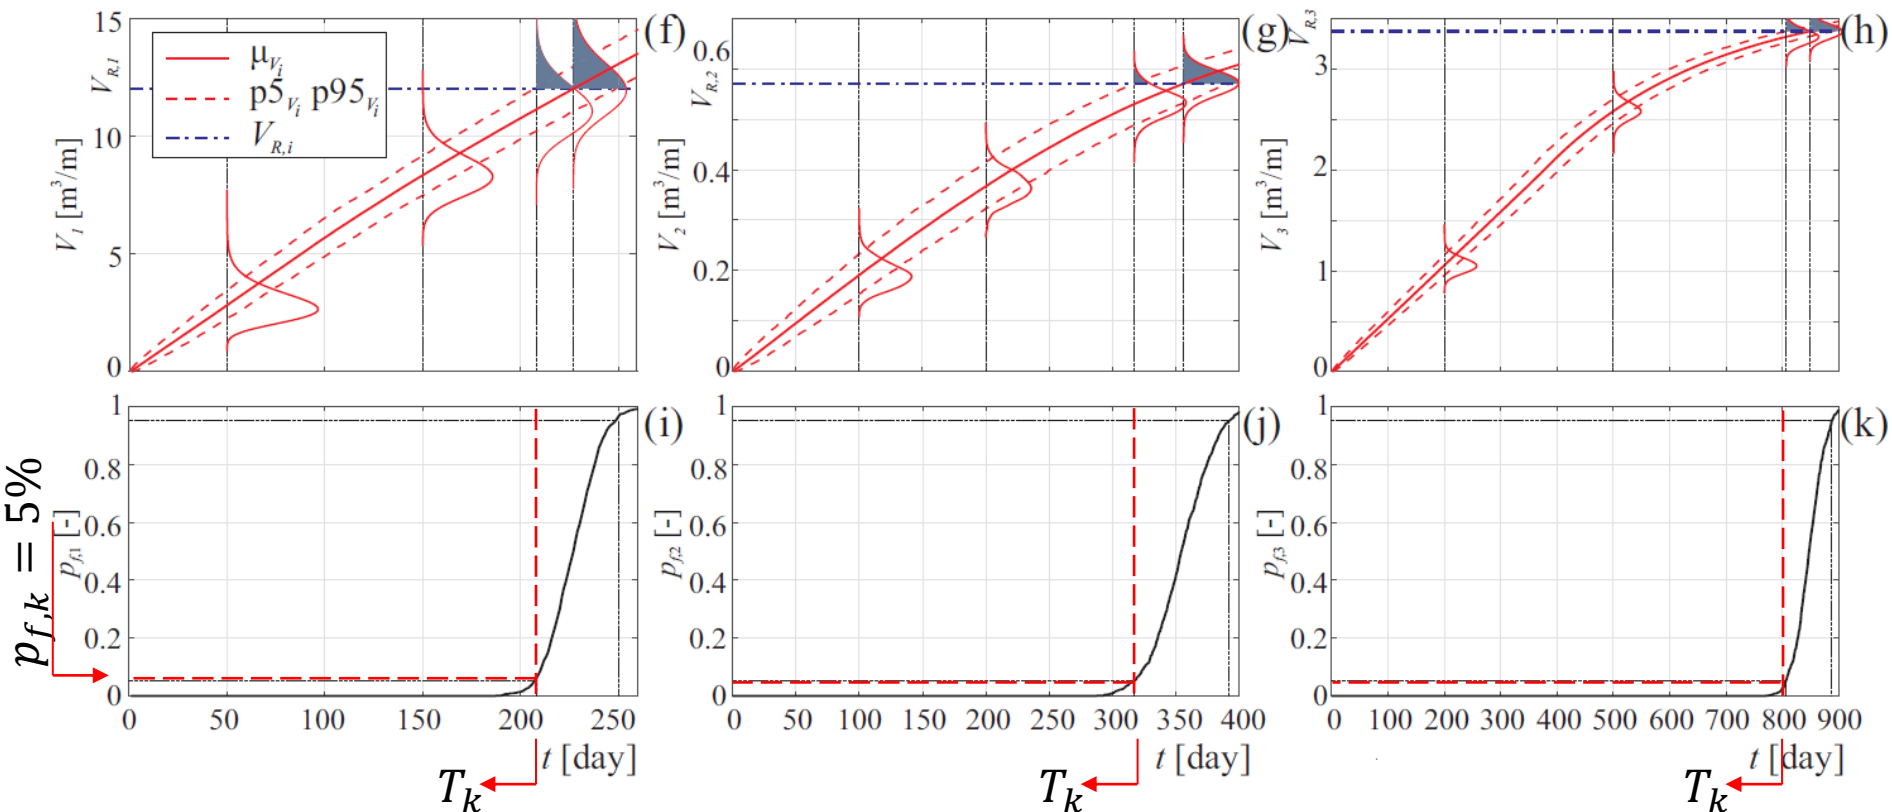 15
V_{R,1}
10
5
0
V_1 [m³/m]
μ_{V_i}
p5_{V_i} p95_{V_i}
V_{R,i}
(f)
0.6
V_{R,2}
0.4
0.2
0
V_2 [m³/m]
(g)
V_{R,3}
3
2
1
0
V_3 [m³/m]
(h)
p_{f,k} = 5%
1
0.8
0.6
0.4
0.2
0
p_{f,1} [-]
(i)
0 50 100 150 200 250
t [day]
T_k
1
0.8
0.6
0.4
0.2
0
p_{f,2} [-]
(j)
0 50 100 150 200 250 300 350 400
t [day]
T_k
1
0.8
0.6
0.4
0.2
0
p_{f,3} [-]
(k)
0 100 200 300 400 500 600 700 800 900
t [day]
T_k